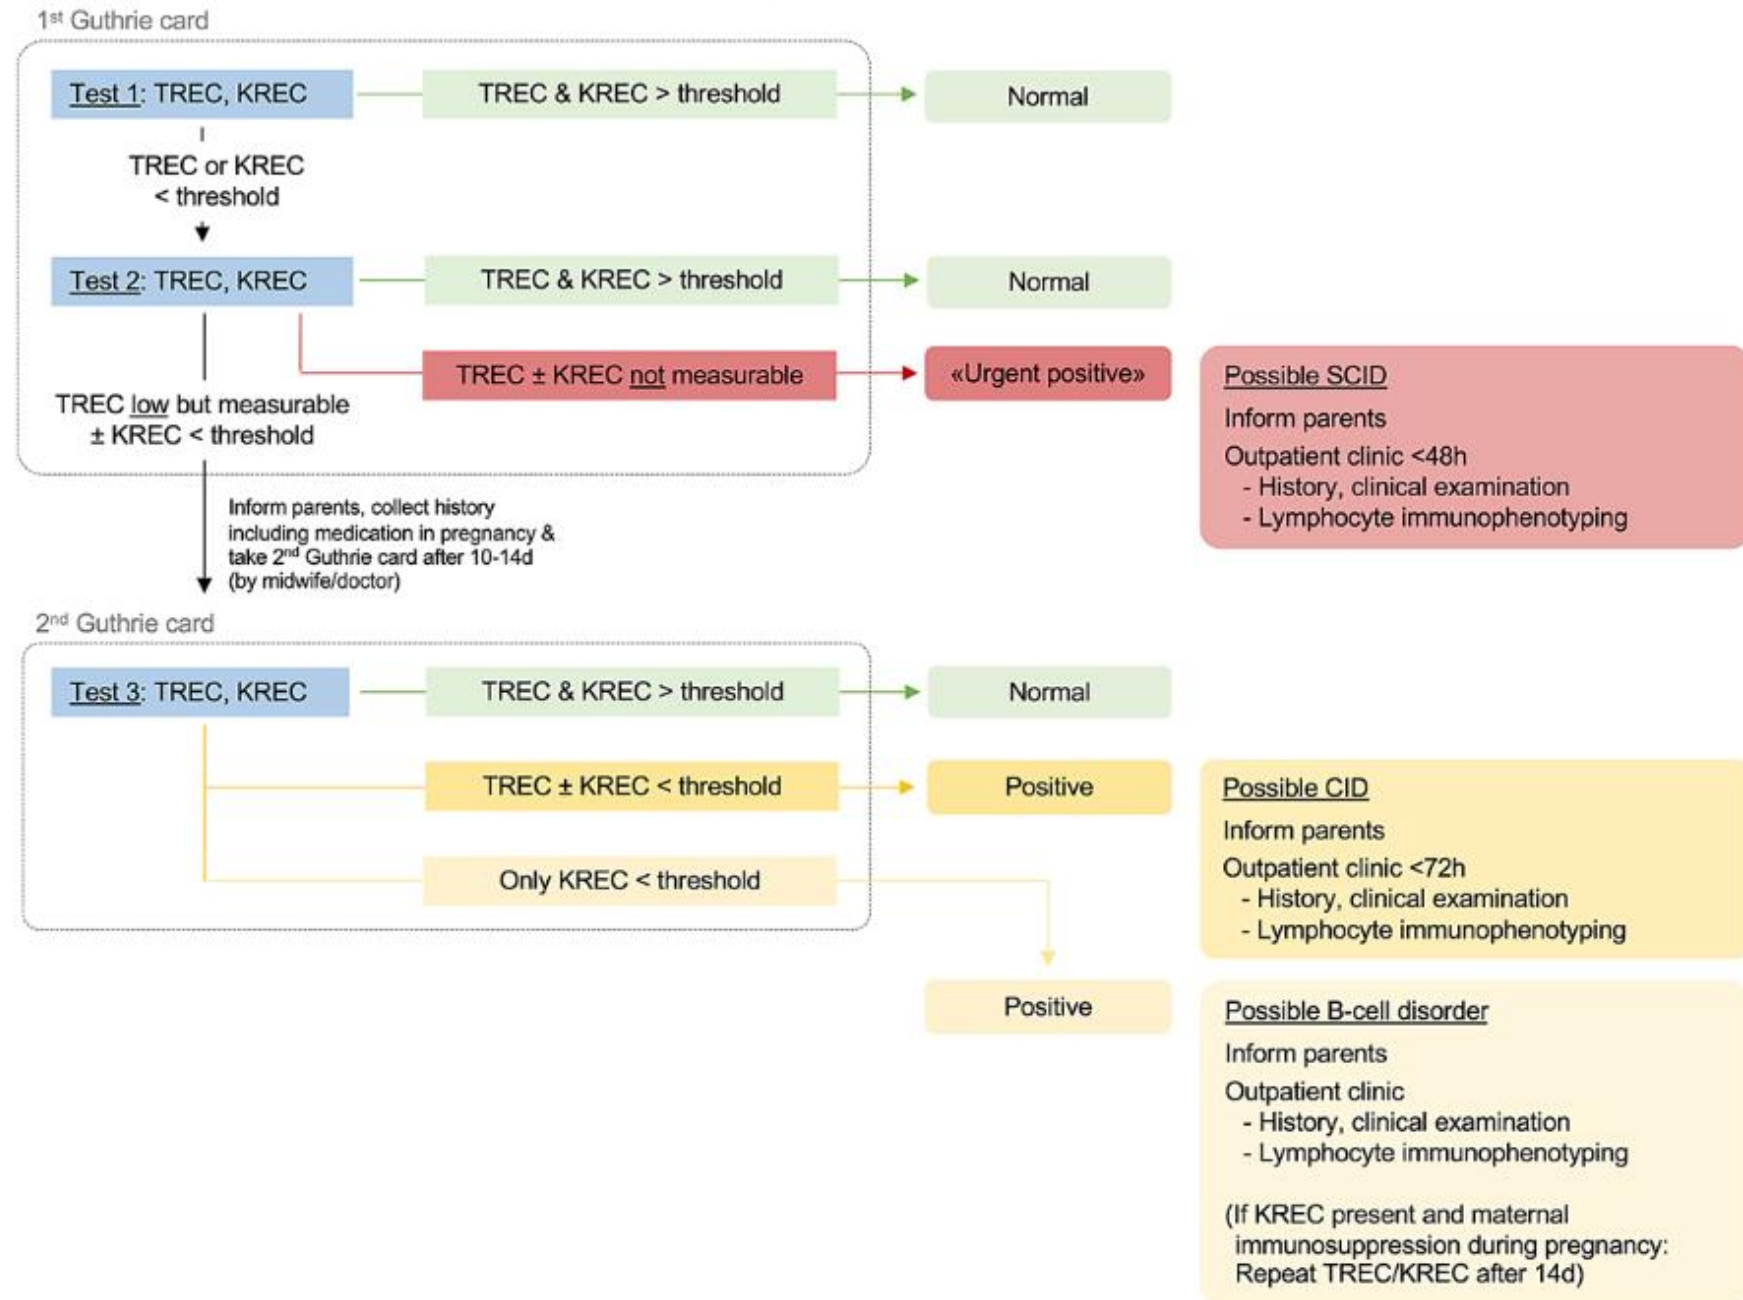 1st Guthrie card
Test 1: TREC, KREC
TREC & KREC > threshold
Normal
TREC or KREC
< threshold
Test 2: TREC, KREC
TREC & KREC > threshold
Normal
TREC ± KREC not measurable
«Urgent positive»
Possible SCID
Inform parents
Outpatient clinic <48h
- History, clinical examination
- Lymphocyte immunophenotyping
TREC low but measurable
± KREC < threshold
Inform parents, collect history
including medication in pregnancy &
take 2nd Guthrie card after 10-14d
(by midwife/doctor)
2nd Guthrie card
Test 3: TREC, KREC
TREC & KREC > threshold
Normal
TREC ± KREC < threshold
Positive
Possible CID
Inform parents
Outpatient clinic <72h
- History, clinical examination
- Lymphocyte immunophenotyping
Only KREC < threshold
Positive
Possible B-cell disorder
Inform parents
Outpatient clinic
- History, clinical examination
- Lymphocyte immunophenotyping
(If KREC present and maternal
immunosuppression during pregnancy:
Repeat TREC/KREC after 14d)